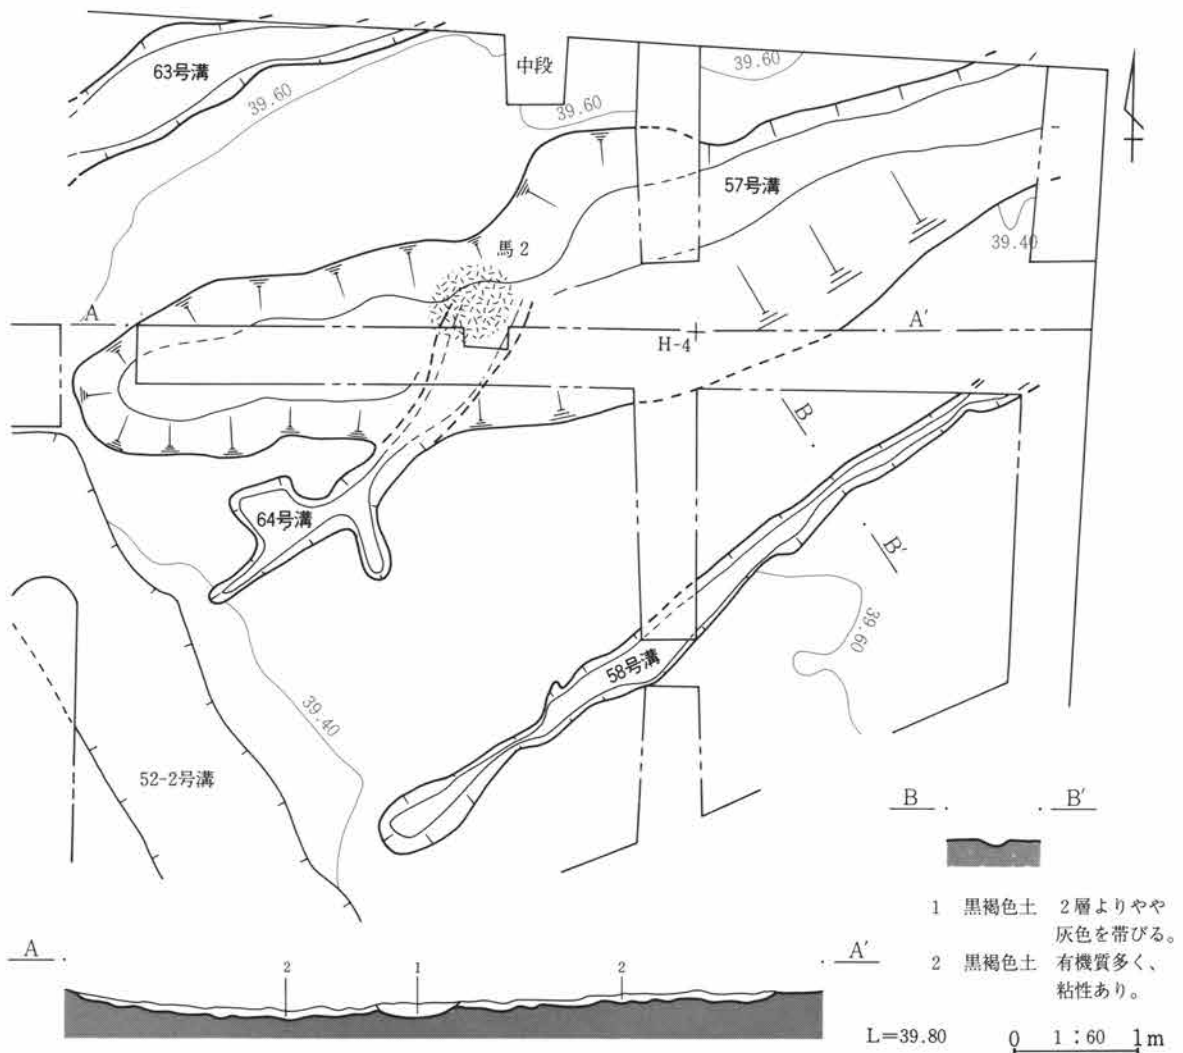 中段
63号溝
39.60
39.60
39.60
57号溝
39.40
馬2
A
A′
H-4
B
B′
64号溝
39.60
58号溝
39.40
52-2号溝
B
B′
1 黒褐色土 2層よりやや
灰色を帯びる。
2 黒褐色土 有機質多く、
粘性あり。
A
2
1
2
A′
L=39.80
0 1:60 1m